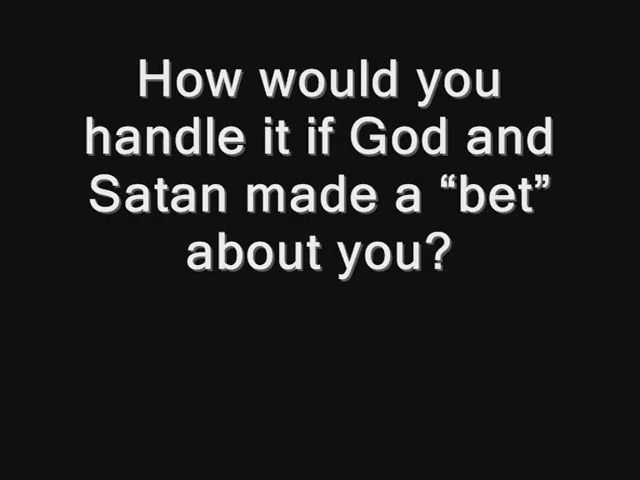 How would you
handle it if God and
Satan made a “bet”
about you?